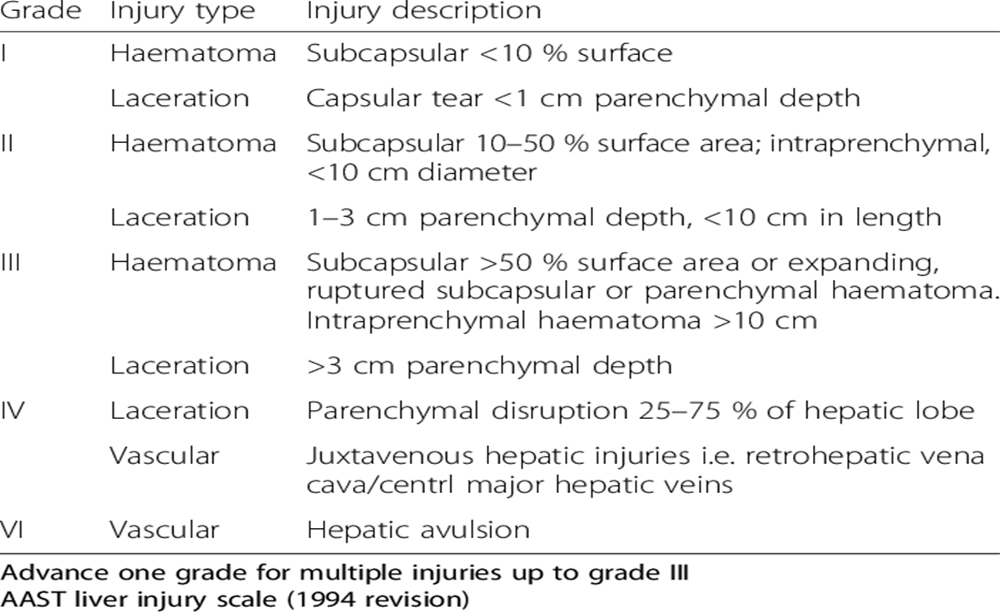 Grade Injury type Injury description
I Haematoma Subcapsular <10 % surface
Laceration Capsular tear <1 cm parenchymal depth
II Haematoma Subcapsular 10–50 % surface area; intraprenchymal,
<10 cm diameter
Laceration 1–3 cm parenchymal depth, <10 cm in length
III Haematoma Subcapsular >50 % surface area or expanding,
ruptured subcapsular or parenchymal haematoma.
Intraprenchymal haematoma >10 cm
Laceration >3 cm parenchymal depth
IV Laceration Parenchymal disruption 25–75 % of hepatic lobe
Vascular Juxtavenous hepatic injuries i.e. retrohepatic vena
cava/centrl major hepatic veins
VI Vascular Hepatic avulsion
Advance one grade for multiple injuries up to grade III
AAST liver injury scale (1994 revision)